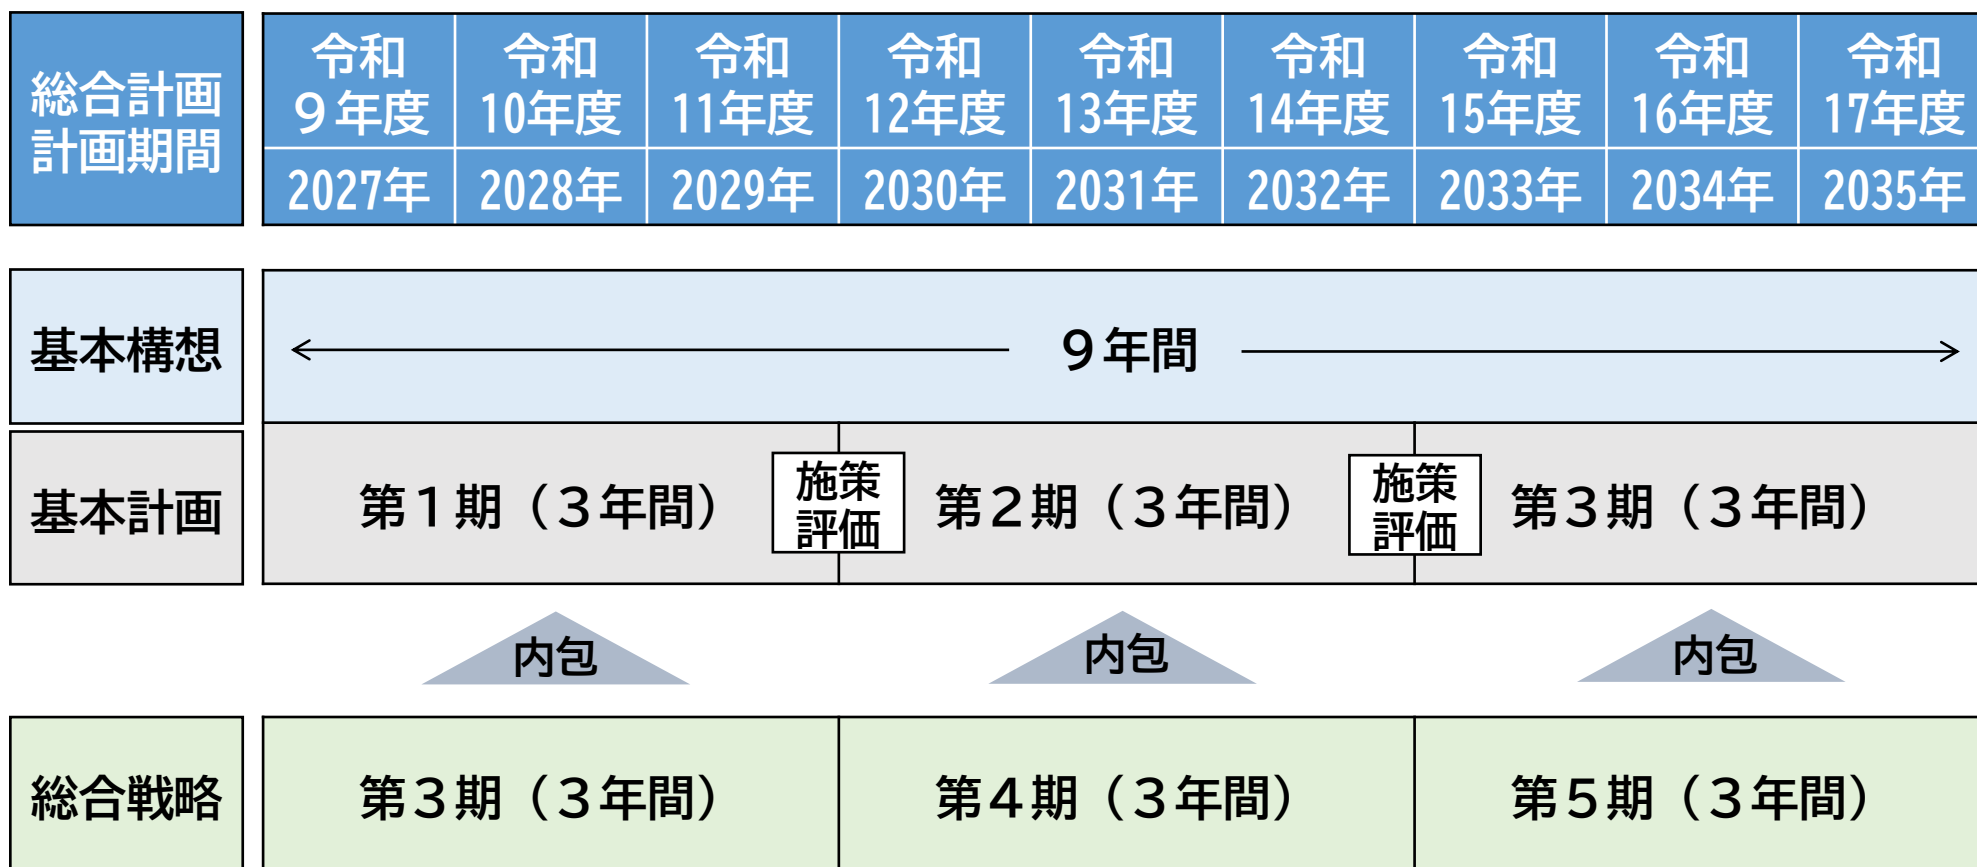 総合計画
計画期間
令和
９年度
令和
10年度
令和
11年度
令和
12年度
令和
13年度
令和
14年度
令和
15年度
令和
16年度
令和
17年度
2027年
2028年
2029年
2030年
2031年
2032年
2033年
2034年
2035年
基本構想
９年間
基本計画
第１期（３年間）
施策
評価
第２期（３年間）
施策
評価
第３期（３年間）
内包
内包
内包
総合戦略
第３期（３年間）
第４期（３年間）
第５期（３年間）